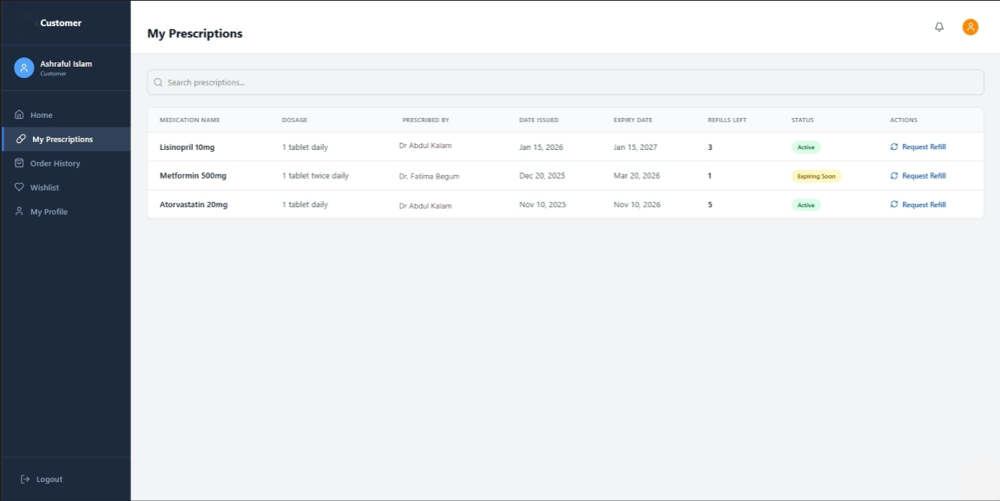 Customer
My Prescriptions
Ashraful Islam
Customer
Home
My Prescriptions
Order History
Wishlist
My Profile
Logout
Search prescriptions...
MEDICATION NAME DOSAGE PRESCRIBED BY DATE ISSUED EXPIRY DATE REFILLS LEFT STATUS ACTIONS
Lisinopril 10mg 1 tablet daily Dr Abdul Kalam Jan 15, 2026 Jan 15, 2027 3 Active Request Refill
Metformin 500mg 1 tablet twice daily Dr. Fatima Begum Dec 20, 2025 Mar 20, 2026 1 Expiring Soon Request Refill
Atorvastatin 20mg 1 tablet daily Dr Abdul Kalam Nov 10, 2025 Nov 10, 2026 5 Active Request Refill